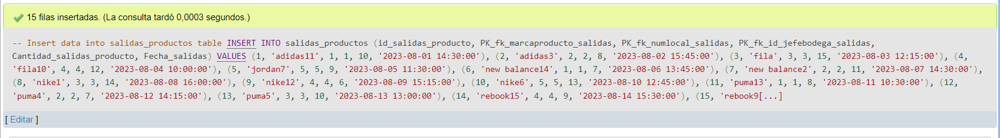 15 filas insertadas. (La consulta tardó 0,0003 segundos.)
-- Insert data into salidas_productos table INSERT INTO salidas_productos (id_salidas_producto, PK_fk_marcaproducto_salidas, PK_fk_numlocal_salidas, PK_fk_id_jefebodega_salidas,
Cantidad_salidas_producto, Fecha_salidas) VALUES (1, 'adidas11', 1, 1, 10, '2023-08-01 14:30:00'), (2, 'adidas3', 2, 2, 8, '2023-08-02 15:45:00'), (3, 'fila', 3, 3, 15, '2023-08-03 12:15:00'), (4,
'fila10', 4, 4, 12, '2023-08-04 10:00:00'), (5, 'jordan7', 5, 5, 9, '2023-08-05 11:30:00'), (6, 'new balance14', 1, 1, 7, '2023-08-06 13:45:00'), (7, 'new balance2', 2, 2, 11, '2023-08-07 14:30:00'),
(8, 'nike1', 3, 3, 14, '2023-08-08 16:00:00'), (9, 'nike12', 4, 4, 6, '2023-08-09 15:15:00'), (10, 'nike6', 5, 5, 13, '2023-08-10 12:45:00'), (11, 'puma13', 1, 1, 8, '2023-08-11 10:30:00'), (12,
'puma4', 2, 2, 7, '2023-08-12 14:15:00'), (13, 'puma5', 3, 3, 10, '2023-08-13 13:00:00'), (14, 'rebook15', 4, 4, 9, '2023-08-14 15:30:00'), (15, 'rebook9[...]
[ Editar ]